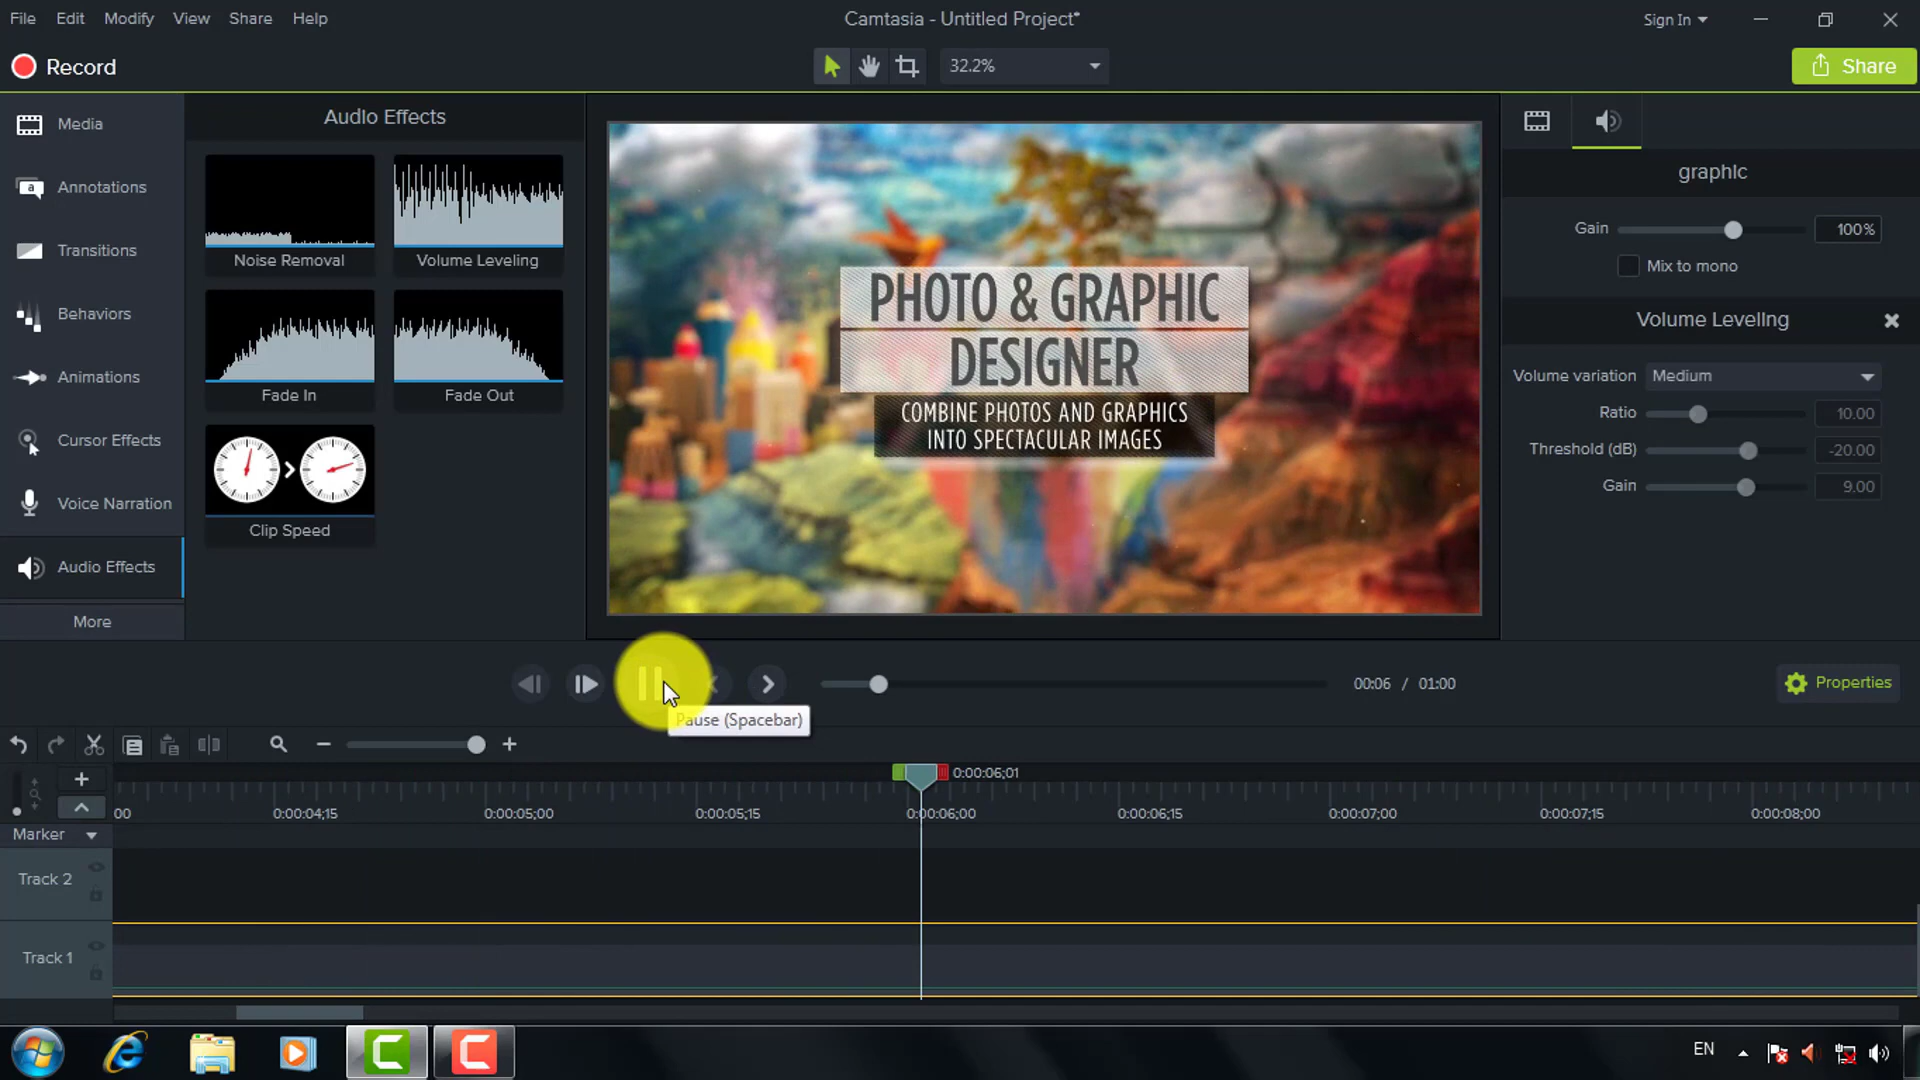 File Edit Modify View Share Help
Camtasia - Untitled Project*
Sign In
Record
32.2%
Share
Media
Annotations
Transitions
Behaviors
Animations
Cursor Effects
Voice Narration
Audio Effects
More
Audio Effects
Noise Removal
Volume Leveling
Fade In
Fade Out
Clip Speed
PHOTO & GRAPHIC
DESIGNER
COMBINE PHOTOS AND GRAPHICS
INTO SPECTACULAR IMAGES
graphic
Gain 100%
Mix to mono
Volume Leveling
Volume variation Medium
Ratio 10.00
Threshold (dB) -20.00
Gain 9.00
00:06 / 01:00
Properties
Pause (Spacebar)
0:00:06;01
00 0:00:04;15 0:00:05;00 0:00:05;15 0:00:06;00 0:00:06;15 0:00:07;00 0:00:07;15 0:00:08;00
Marker
Track 2
Track 1
EN